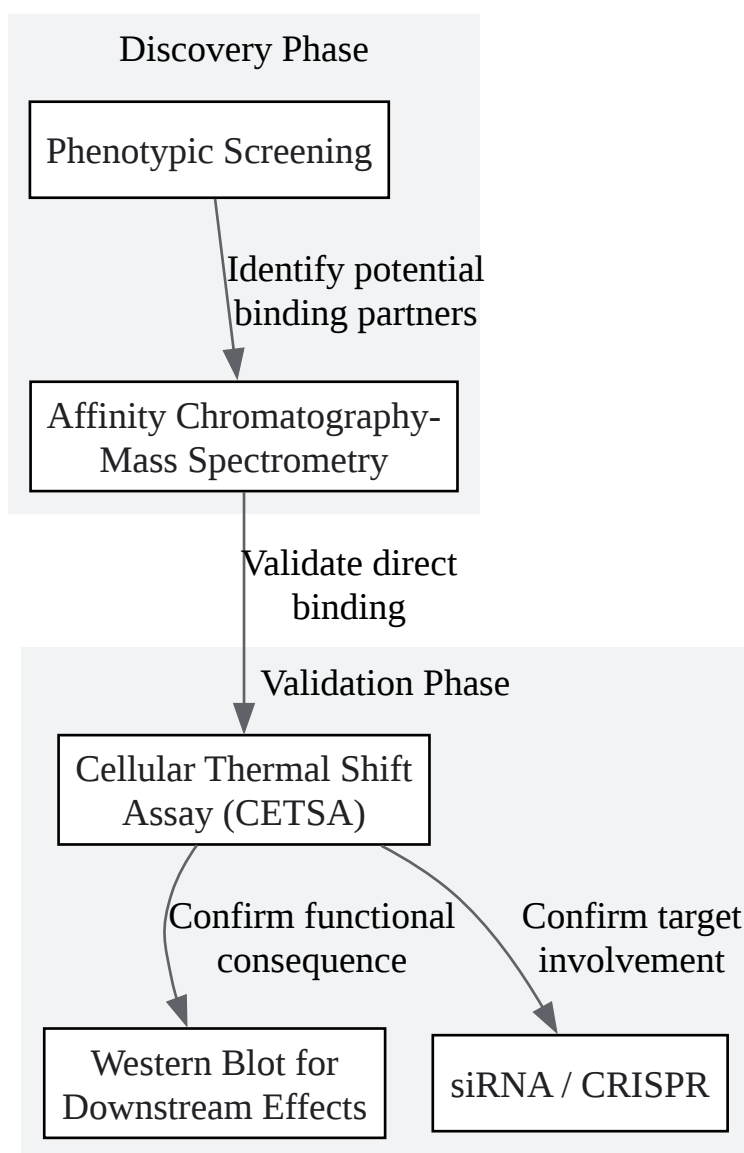 Discovery Phase
Phenotypic Screening
Identify potential
binding partners
Affinity Chromatography-
Mass Spectrometry
Validate direct
binding
Validation Phase
Cellular Thermal Shift
Assay (CETSA)
Confirm functional
consequence
Confirm target
involvement
Western Blot for
Downstream Effects
siRNA / CRISPR